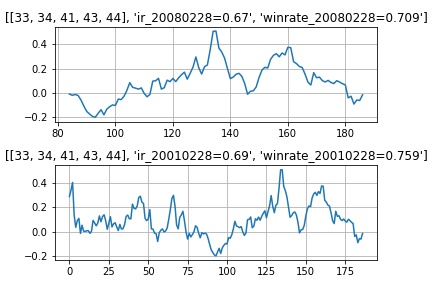 [[33, 34, 41, 43, 44], 'ir_20080228=0.67', 'winrate_20080228=0.709']
0.4
0.2
0.0
−0.2
80 100 120 140 160 180
[[33, 34, 41, 43, 44], 'ir_20010228=0.69', 'winrate_20010228=0.759']
0.4
0.2
0.0
−0.2
0 25 50 75 100 125 150 175